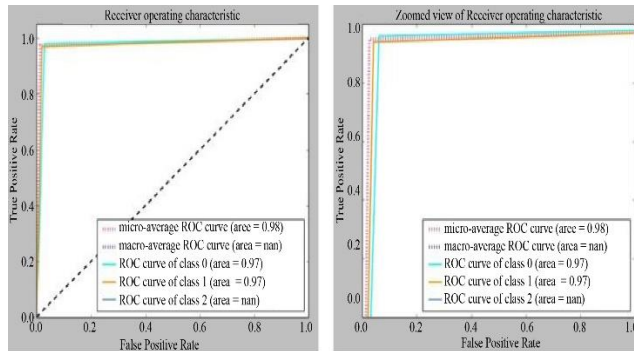 Receiver operating characteristic
True Positive Rate
1.0
0.8
0.6
0.4
0.2
0.0
micro-average ROC curve (aree = 0.98)
macro-average ROC curve (area = nan)
ROC curve of class 0 (area = 0.97)
ROC curve of class 1 (area = 0.97)
ROC curve of class 2 (area = nan)
0.0 0.2 0.4 0.6 0.8 1.0
False Positive Rate
Zoomed view of Receiver operating characteristic
True Positive Rate
1.0
0.8
0.6
0.4
0.2
0.0
micro-average ROC curve (area = 0.98)
macro-average ROC curve (area = nan)
ROC curve of class 0 (area = 0.97)
ROC curve of class 1 (area = 0.97)
ROC curve of class 2 (area = nan)
0.0 0.2 0.4 0.6 0.8 1.0
False Positive Rate